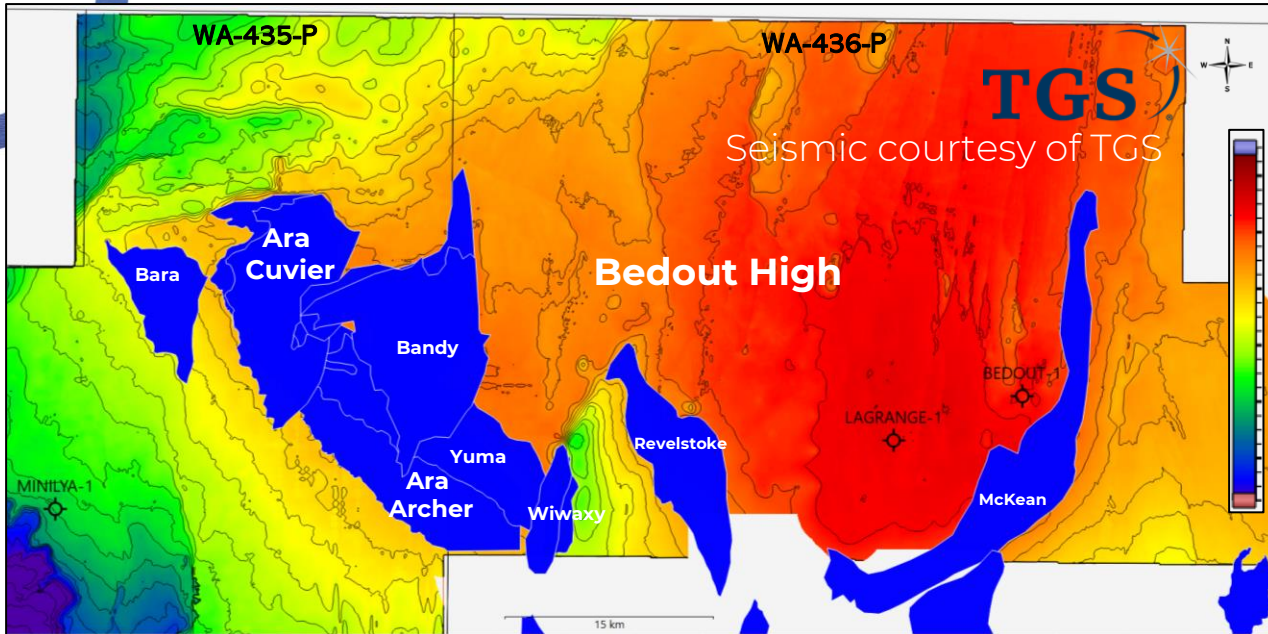 WA-435-P
WA-436-P
N
W
E
S
TGS
Seismic courtesy of TGS
Ara
Cuvier
Bara
Bedout High
Bandy
BEDOUT-1
LAGRANGE-1
Revelstoke
Yuma
Ara
Archer
MINILYA-1
Wiwaxy
McKean
15 km